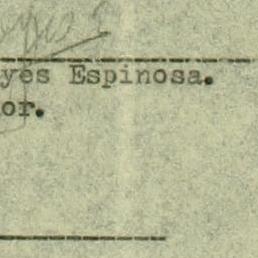 yes Espinosa.
or.